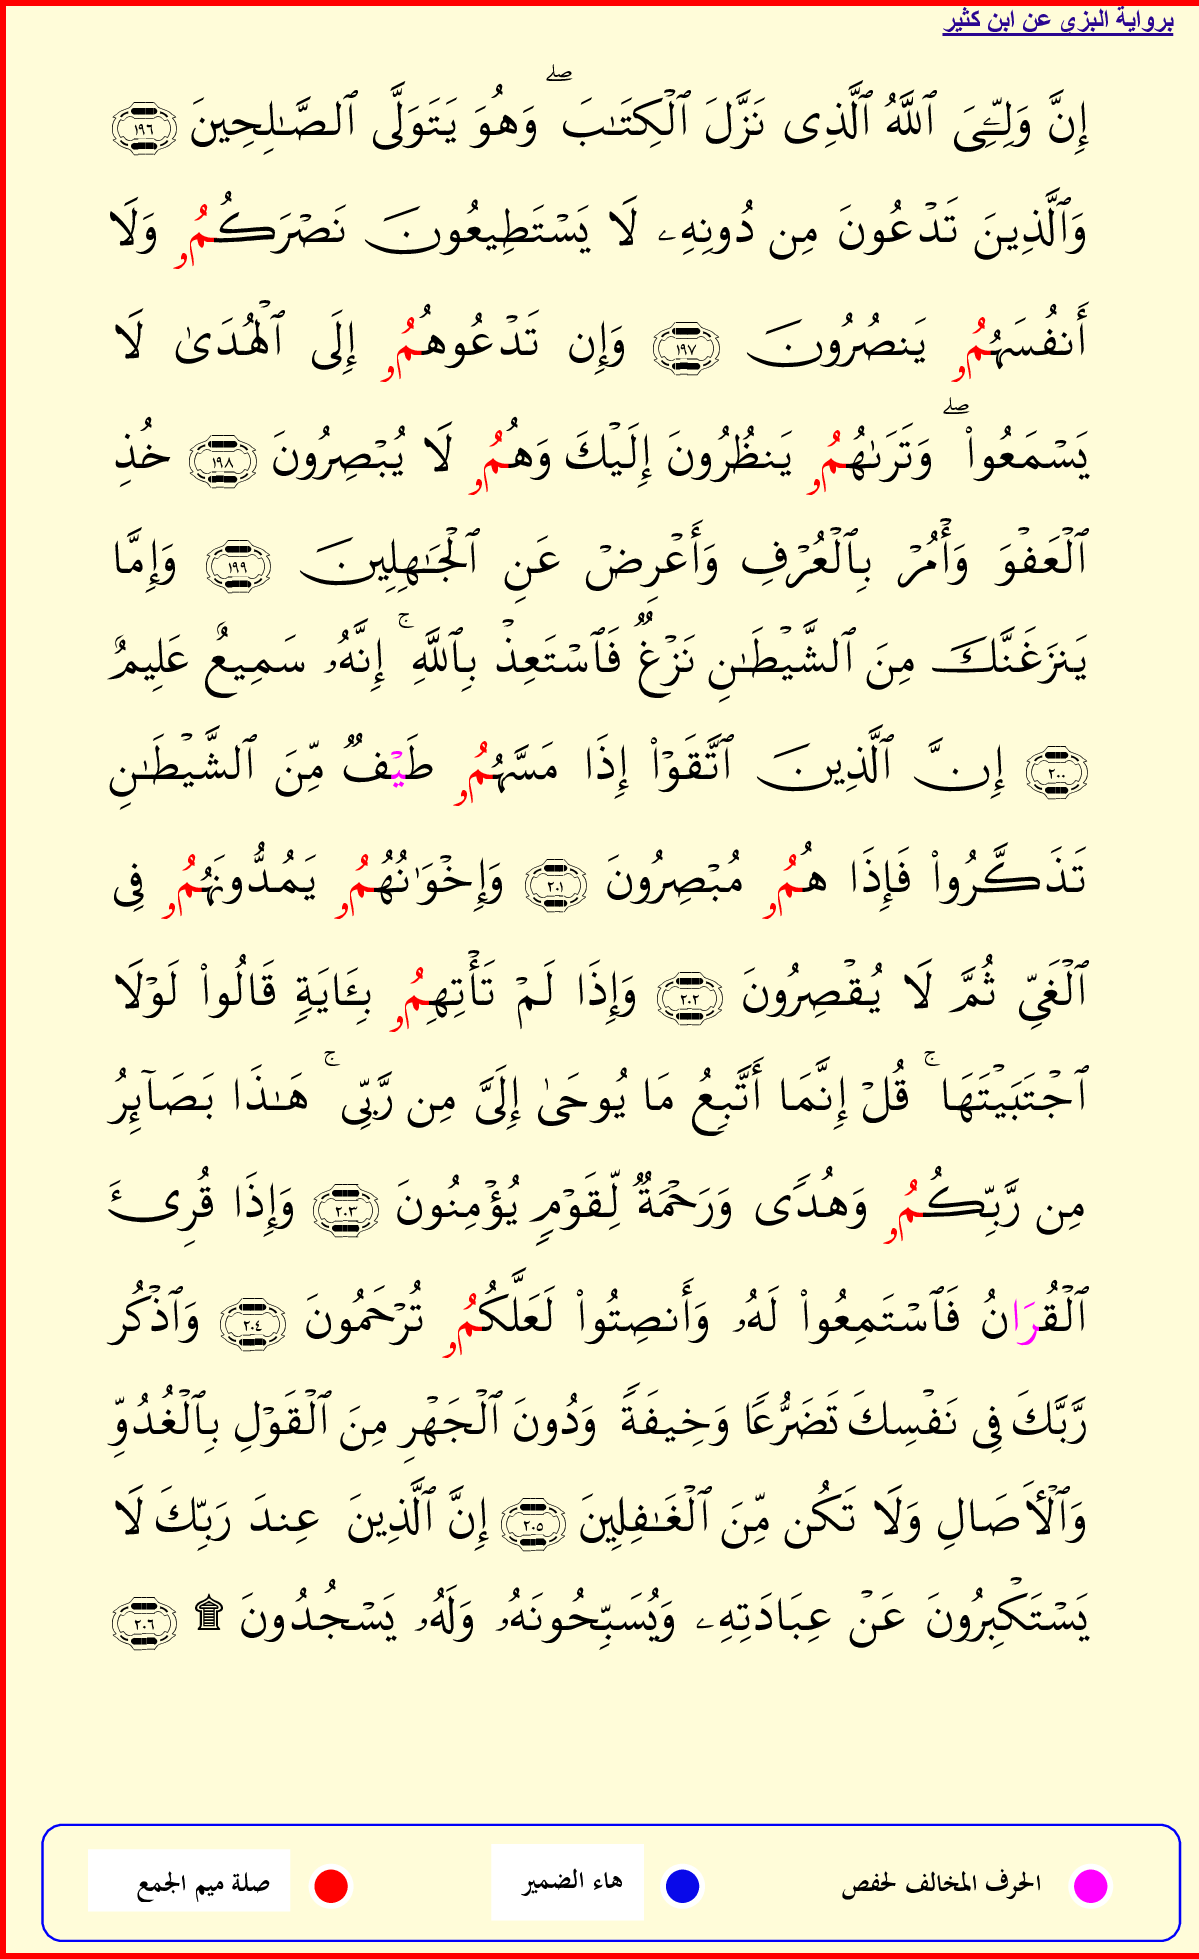 برواية البزى عن ابن كثير
إِنَّ وَلِـِّۧيَ ٱللَّهُ ٱلَّذِى نَزَّلَ ٱلْكِتَـٰبَ ۖ وَهُوَ يَتَوَلَّى ٱلصَّـٰلِحِينَ ١٩٦
وَٱلَّذِينَ تَدْعُونَ مِن دُونِهِۦ لَا يَسْتَطِيعُونَ نَصْرَكُمُۥ وَلَا
أَنفُسَهُمُۥ يَنصُرُونَ ١٩٧ وَإِن تَدْعُوهُمُۥ إِلَى ٱلْهُدَىٰ لَا
يَسْمَعُوا۟ ۖ وَتَرَىٰهُمُۥ يَنظُرُونَ إِلَيْكَ وَهُمُۥ لَا يُبْصِرُونَ ١٩٨ خُذِ
ٱلْعَفْوَ وَأْمُرْ بِٱلْعُرْفِ وَأَعْرِضْ عَنِ ٱلْجَـٰهِلِينَ ١٩٩ وَإِمَّا
يَنزَغَنَّكَ مِنَ ٱلشَّيْطَـٰنِ نَزْغٌ فَٱسْتَعِذْ بِٱللَّهِ ۚ إِنَّهُۥ سَمِيعٌ عَلِيمٌ
٢٠٠ إِنَّ ٱلَّذِينَ ٱتَّقَوْا۟ إِذَا مَسَّهُمُۥ طَيْفٌ مِّنَ ٱلشَّيْطَـٰنِ
تَذَكَّرُوا۟ فَإِذَا هُمُۥ مُبْصِرُونَ ٢٠١ وَإِخْوَٰنُهُمُۥ يَمُدُّونَهُمُۥ فِى
ٱلْغَىِّ ثُمَّ لَا يُقْصِرُونَ ٢٠٢ وَإِذَا لَمْ تَأْتِهِمُۥ بِـَٔايَةٍ قَالُوا۟ لَوْلَا
ٱجْتَبَيْتَهَا ۚ قُلْ إِنَّمَا أَتَّبِعُ مَا يُوحَىٰ إِلَىَّ مِن رَّبِّى ۚ هَـٰذَا بَصَآئِرُ
مِن رَّبِّكُمُۥ وَهُدًى وَرَحْمَةٌ لِّقَوْمٍ يُؤْمِنُونَ ٢٠٣ وَإِذَا قُرِئَ
ٱلْقُرَانُ فَٱسْتَمِعُوا۟ لَهُۥ وَأَنصِتُوا۟ لَعَلَّكُمُۥ تُرْحَمُونَ ٢٠٤ وَٱذْكُر
رَّبَّكَ فِى نَفْسِكَ تَضَرُّعًا وَخِيفَةً وَدُونَ ٱلْجَهْرِ مِنَ ٱلْقَوْلِ بِٱلْغُدُوِّ
وَٱلْـَٔاصَالِ وَلَا تَكُن مِّنَ ٱلْغَـٰفِلِينَ ٢٠٥ إِنَّ ٱلَّذِينَ عِندَ رَبِّكَ لَا
يَسْتَكْبِرُونَ عَنْ عِبَادَتِهِۦ وَيُسَبِّحُونَهُۥ وَلَهُۥ يَسْجُدُونَ ۩ ٢٠٦
الحرف المخالف لحفص هاء الضمير صلة ميم الجمع